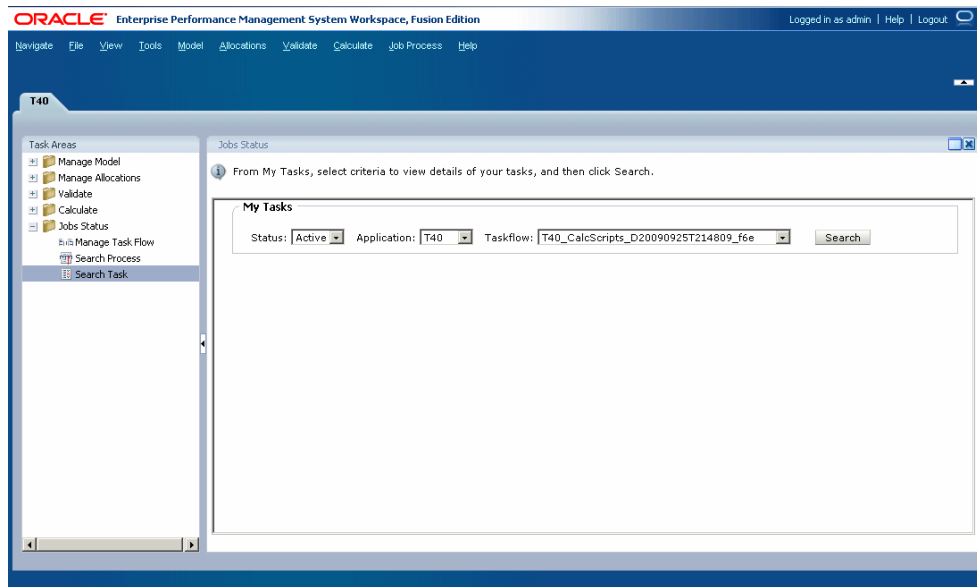 ORACLE Enterprise Performance Management System Workspace, Fusion Edition
Logged in as admin | Help | Logout
Navigate File View Tools Model Allocations Validate Calculate Job Process Help
T40
Task Areas
Manage Model
Manage Allocations
Validate
Calculate
Jobs Status
Manage Task Flow
Search Process
Search Task
Jobs Status
From My Tasks, select criteria to view details of your tasks, and then click Search.
My Tasks
Status: Active Application: T40 Taskflow: T40_CalcScripts_D20090925T214809_f6e Search